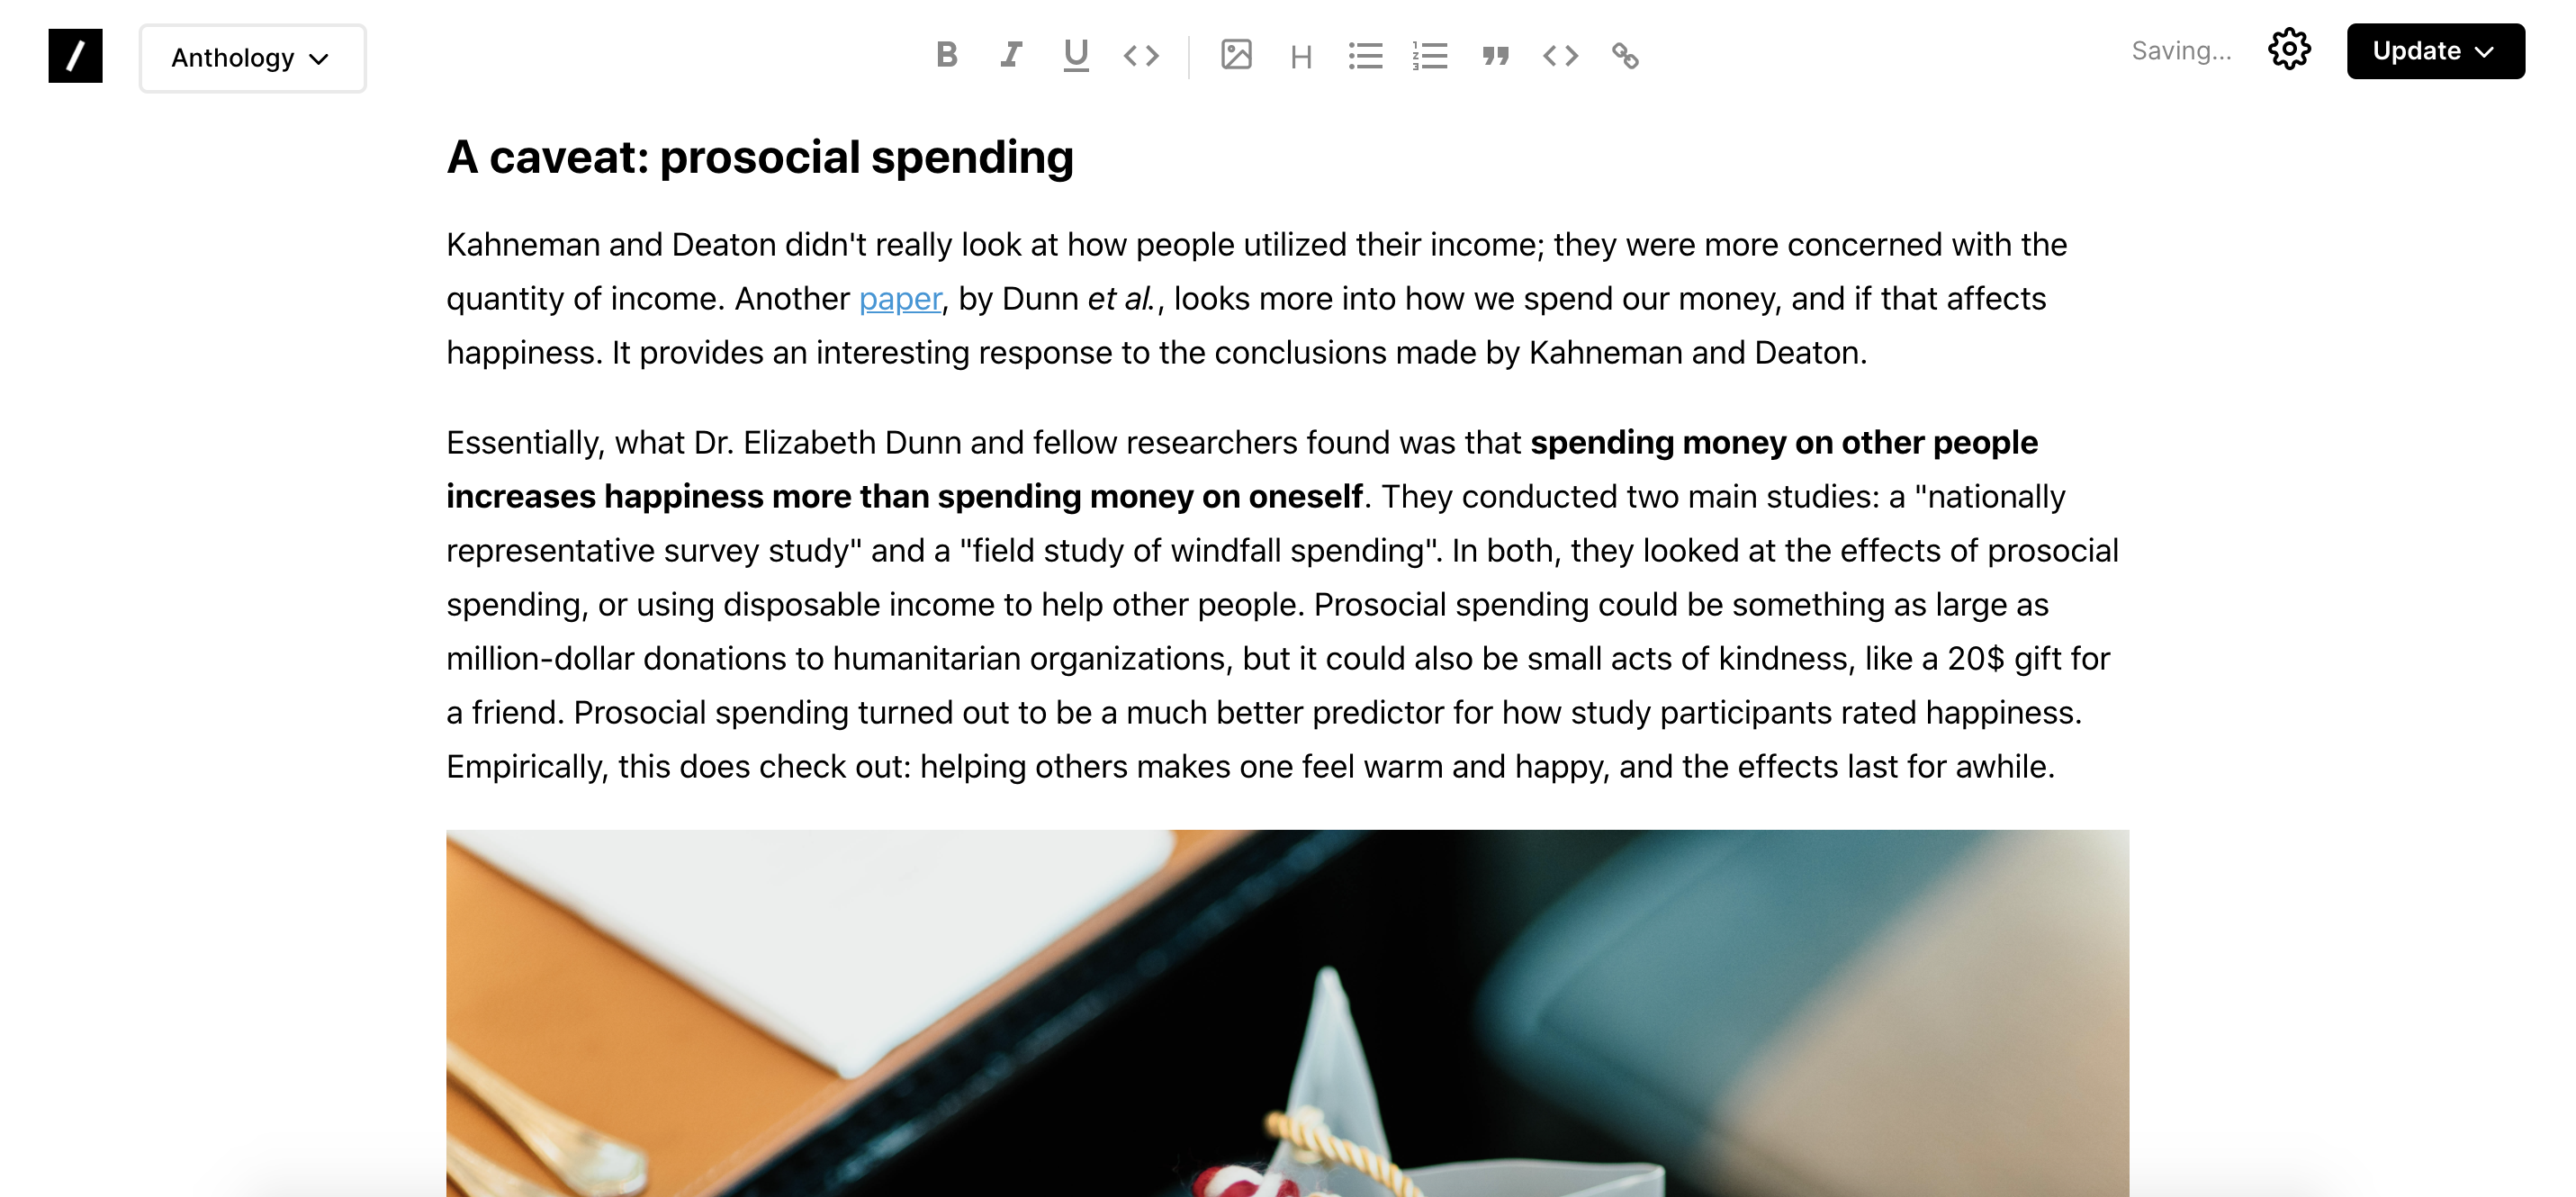 Anthology
B I U H
Saving...
Update
A caveat: prosocial spending
Kahneman and Deaton didn't really look at how people utilized their income; they were more concerned with the
quantity of income. Another paper, by Dunn et al., looks more into how we spend our money, and if that affects
happiness. It provides an interesting response to the conclusions made by Kahneman and Deaton.
Essentially, what Dr. Elizabeth Dunn and fellow researchers found was that spending money on other people
increases happiness more than spending money on oneself. They conducted two main studies: a "nationally
representative survey study" and a "field study of windfall spending". In both, they looked at the effects of prosocial
spending, or using disposable income to help other people. Prosocial spending could be something as large as
million-dollar donations to humanitarian organizations, but it could also be small acts of kindness, like a 20$ gift for
a friend. Prosocial spending turned out to be a much better predictor for how study participants rated happiness.
Empirically, this does check out: helping others makes one feel warm and happy, and the effects last for awhile.